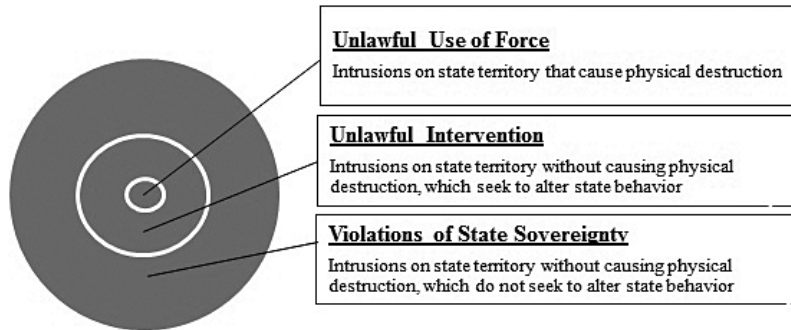 Unlawful Use of Force
Intrusions on state territory that cause physical destruction
Unlawful Intervention
Intrusions on state territory without causing physical
destruction, which seek to alter state behavior
Violations of State Sovereignty
Intrusions on state territory without causing physical
destruction, which do not seek to alter state behavior